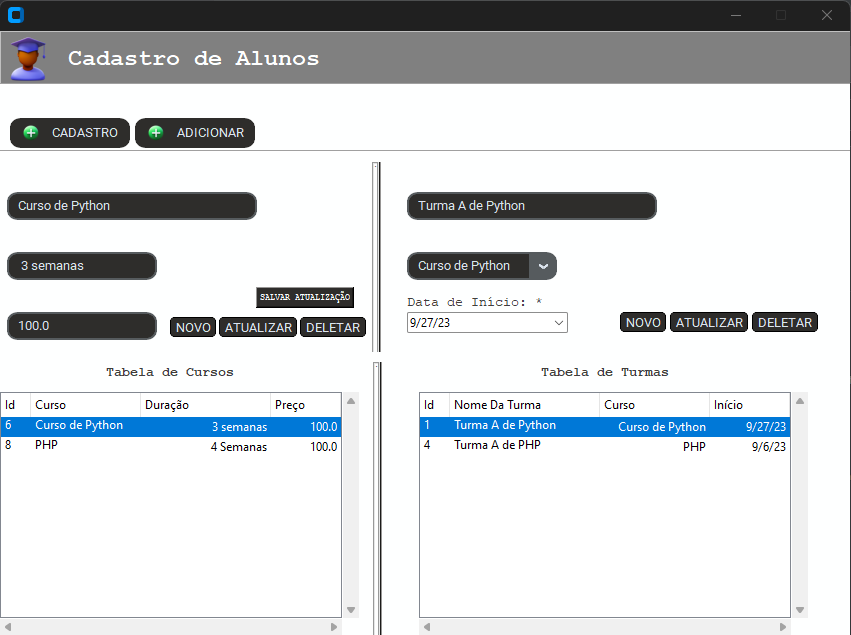 Cadastro de Alunos
CADASTRO ADICIONAR
Curso de Python
3 semanas
SALVAR ATUALIZAÇÃO
100.0
NOVO ATUALIZAR DELETAR
Turma A de Python
Curso de Python
Data de Início: *
9/27/23
NOVO ATUALIZAR DELETAR
Tabela de Cursos
Id Curso Duração Preço
6 Curso de Python 3 semanas 100.0
8 PHP 4 Semanas 100.0
Tabela de Turmas
Id Nome Da Turma Curso Início
1 Turma A de Python Curso de Python 9/27/23
4 Turma A de PHP PHP 9/6/23